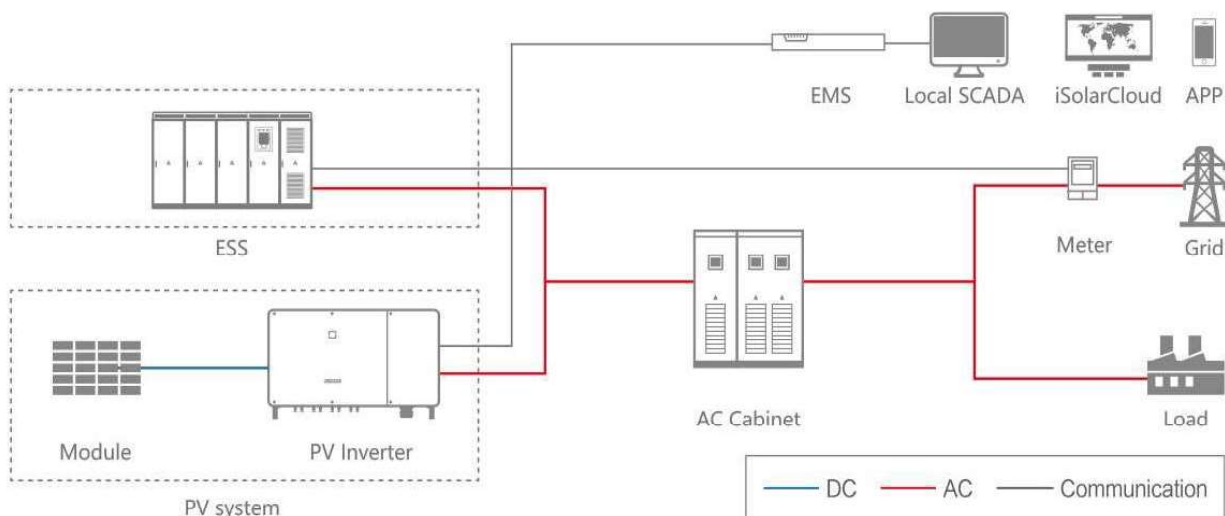 EMS
Local SCADA
iSolarCloud
APP
ESS
Meter
Grid
Module
PV Inverter
AC Cabinet
Load
PV system
DC
AC
Communication